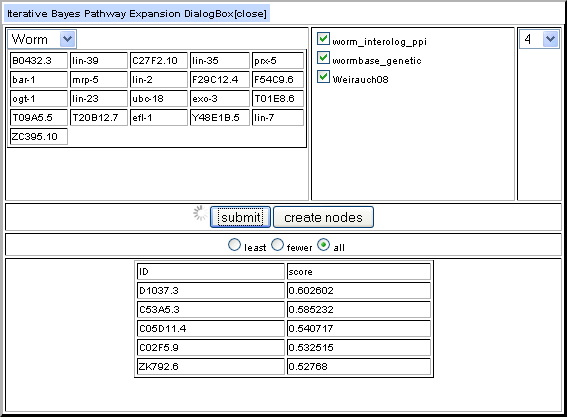 Iterative Bayes Pathway Expansion DialogBox[close]
Worm
B0432.3 lin-39 C27F2.10 lin-35 prx-5
bar-1 mrp-5 lin-2 F29C12.4 F54C9.6
ogt-1 lin-23 ubc-18 exo-3 T01E8.6
T09A5.5 T20B12.7 efl-1 Y48E1B.5 lin-7
ZC395.10
worm_interolog_ppi
wormbase_genetic
Weirauch08
4
submit create nodes
least fewer all
ID score
D1037.3 0.602602
C53A5.3 0.585232
C05D11.4 0.540717
C02F5.9 0.532515
ZK792.6 0.52768